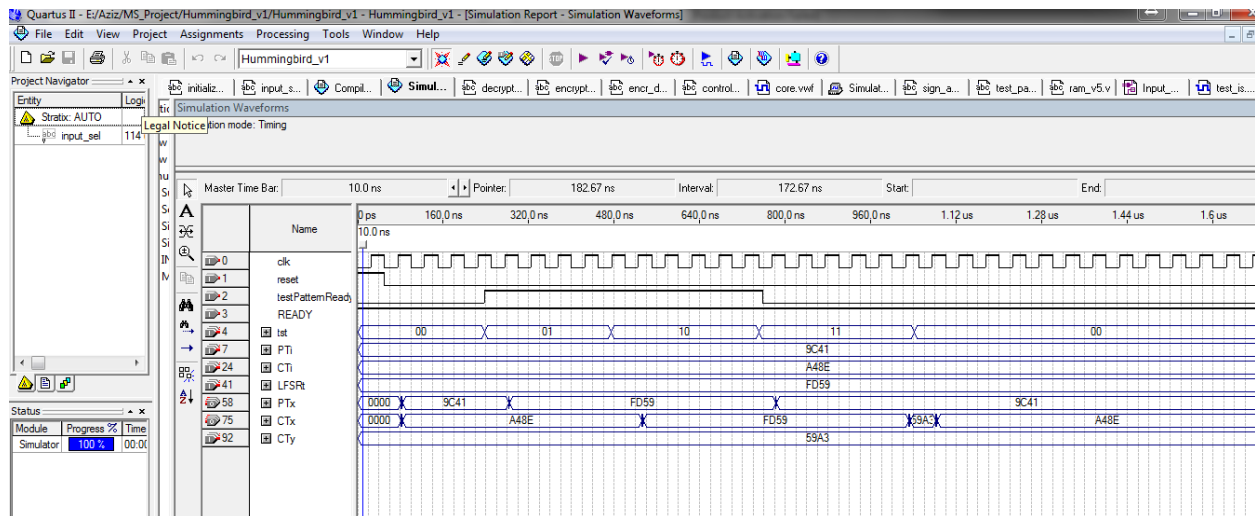 Quartus II - E:/Aziz/MS_Project/Hummingbird_v1/Hummingbird_v1 - Hummingbird_v1 - [Simulation Report - Simulation Waveforms]
File Edit View Project Assignments Processing Tools Window Help
Hummingbird_v1
Project Navigator
initializ... input_s... Compil... Simul... decrypt... encrypt... encr_d... control... core.vwf Simulat... sign_a... test_pa... ram_v5.v Input_... test_is....
Entity Logi
Simulation Waveforms
Stratix: AUTO
Legal Notice
tion mode: Timing
input_sel 114
Master Time Bar: 10.0 ns Pointer: 182.67 ns Interval: 172.67 ns Start: End:
Name
0 ps 160.0 ns 320.0 ns 480.0 ns 640.0 ns 800.0 ns 960.0 ns 1.12 us 1.28 us 1.44 us 1.6 us
10.0 ns
0 clk
1 reset
2 testPatternReady
3 READY
4 tst 00 01 10 11 00
7 PTi 9C41
24 CTi A48E
41 LFSRt FD59
58 PTx 0000 9C41 FD59 9C41
75 CTx 0000 A48E FD59 59A3 A48E
92 CTy 59A3
Status
Module Progress % Time
Simulator 100 % 00:00